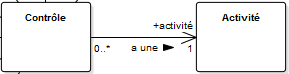 Contrôle
Activité
+activité
0..*
a une
1